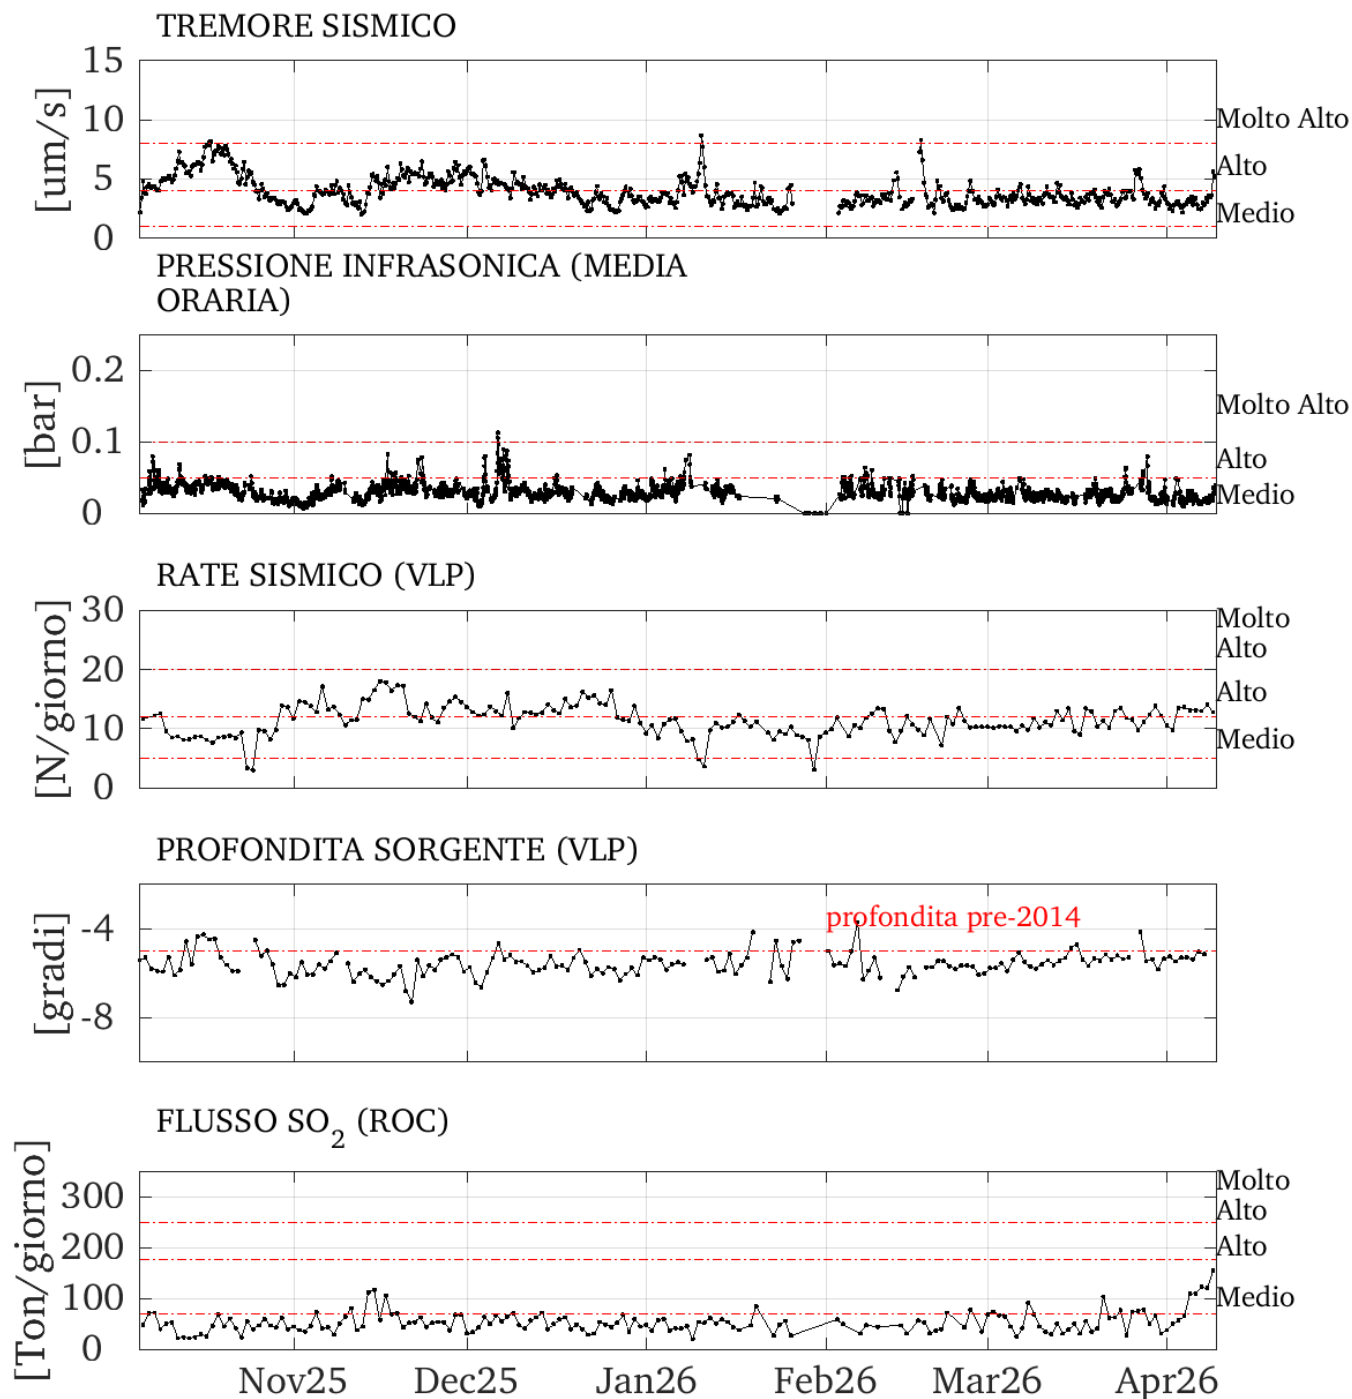 TREMORE SISMICO
15
10
5
0
[um/s]
Molto Alto
Alto
Medio
PRESSIONE INFRASONICA (MEDIA
ORARIA)
0.2
0.1
0
[bar]
Molto Alto
Alto
Medio
RATE SISMICO (VLP)
30
20
10
0
[N/giorno]
Molto
Alto
Alto
Medio
PROFONDITA SORGENTE (VLP)
-4
-8
[gradi]
profondita pre-2014
FLUSSO SO2 (ROC)
300
200
100
0
[Ton/giorno]
Molto
Alto
Alto
Medio
Nov25 Dec25 Jan26 Feb26 Mar26 Apr26